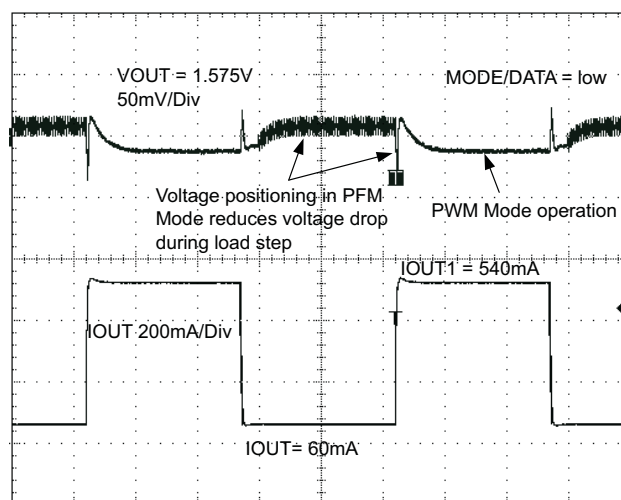 VOUT = 1.575V
50mV/Div
MODE/DATA = low
Voltage positioning in PFM
Mode reduces voltage drop
during load step
PWM Mode operation
IOUT1 = 540mA
IOUT 200mA/Div
IOUT= 60mA